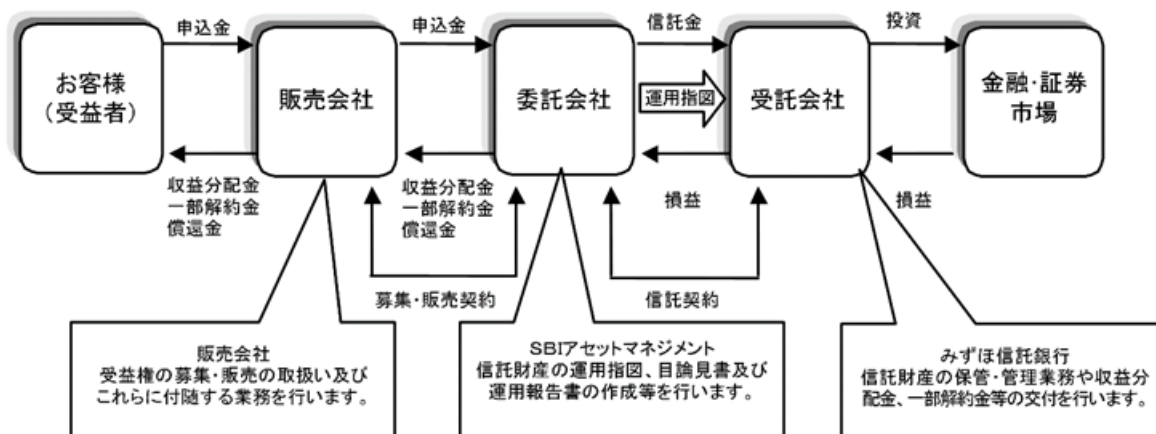 申込金
申込金
信託金
投資
お客様
(受益者)
販売会社
委託会社
運用指図
受託会社
金融・証券
市場
収益分配金
一部解約金
償還金
収益分配金
一部解約金
償還金
損益
損益
募集・販売契約
信託契約
販売会社
受益権の募集・販売の取扱い及び
これらに付随する業務を行います。
SBIアセットマネジメント
信託財産の運用指図、目論見書及び
運用報告書の作成等を行います。
みずほ信託銀行
信託財産の保管・管理業務や収益分
配金、一部解約金等の交付を行います。